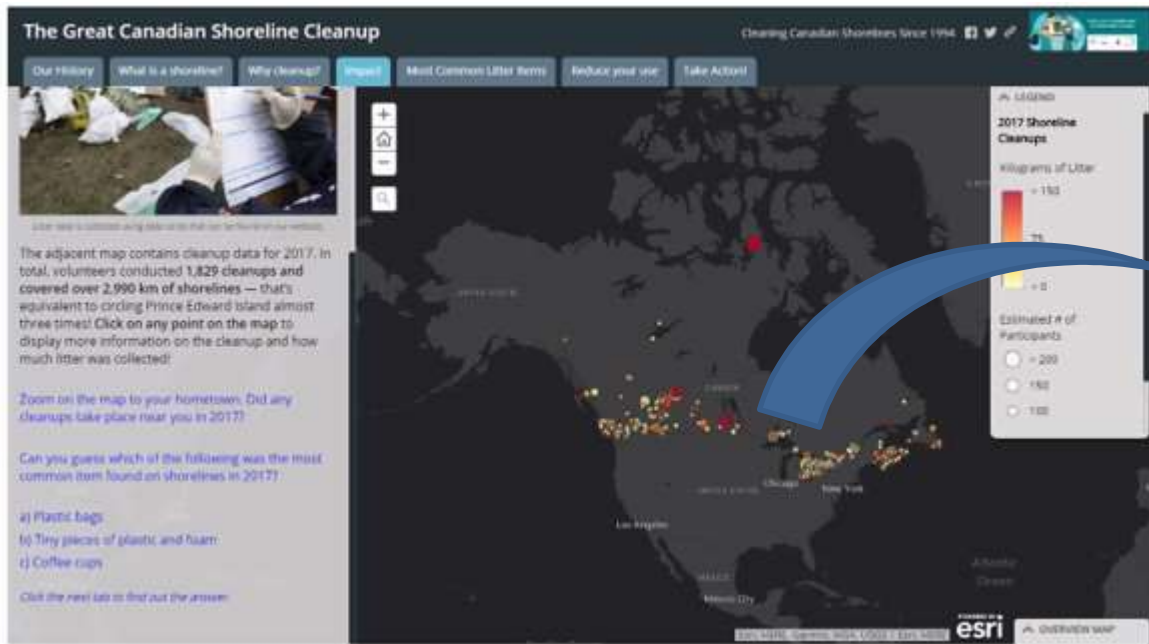 The Great Canadian Shoreline Cleanup
Cleaning Canadian Shorelines Since 1994
Our History
What is a shoreline?
Why cleanup?
Impact
Most Common Litter Items
Reduce your use
Take Action!
The adjacent map contains cleanup data for 2017. In
total, volunteers conducted 1,829 cleanups and
covered over 2,990 km of shorelines — that's
equivalent to circling Prince Edward Island almost
three times! Click on any point on the map to
display more information on the cleanup and how
much litter was collected!
Zoom on the map to your hometown. Did any
cleanups take place near you in 2017?
Can you guess which of the following was the most
common item found on shorelines in 2017?
a) Plastic bags
b) Tiny pieces of plastic and foam
c) Coffee cups
Click the next tab to find out the answer.
UNITED STATES
CANADA
UNITED STATES
Chicago
New York
Los Angeles
MEXICO
Mexico City
Atlantic
Ocean
LEGEND
2017 Shoreline
Cleanups
Kilograms of Litter
> 150
75
< 0
Estimated # of
Participants
> 200
150
100
POWERED BY
esri
OVERVIEW MAP